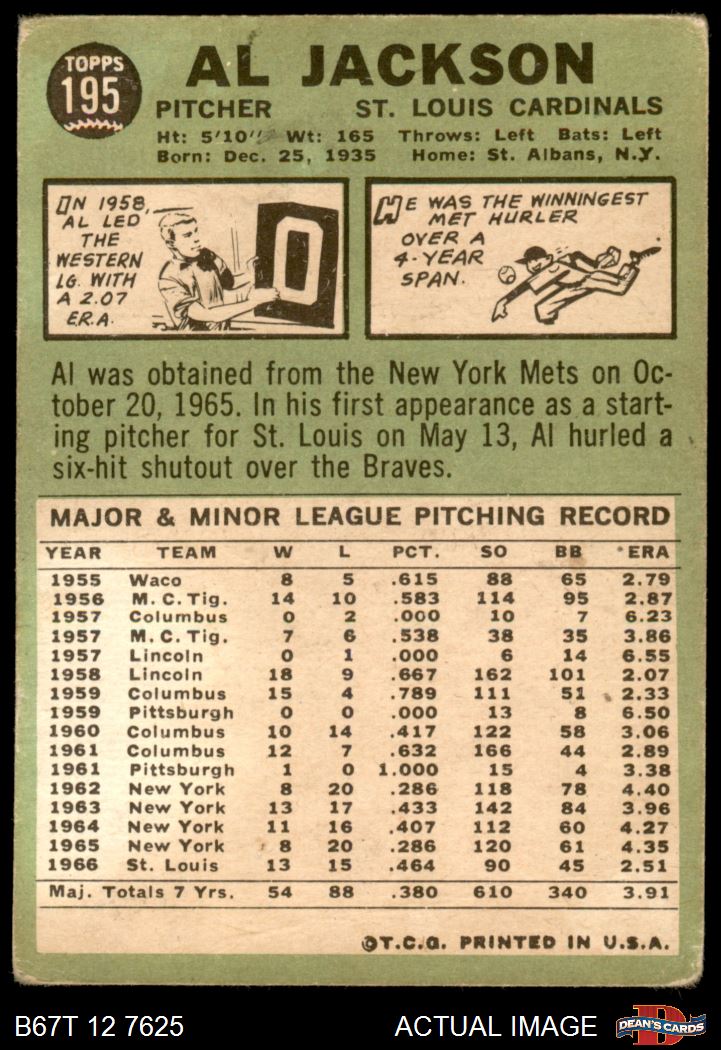 TOPPS
195
AL JACKSON
PITCHER ST. LOUIS CARDINALS
Ht: 5'10" Wt: 165 Throws: Left Bats: Left
Born: Dec. 25, 1935 Home: St. Albans, N.Y.
IN 1958,
AL LED
THE
WESTERN
LG. WITH
A 2.07
E.R.A.
0
HE WAS THE WINNINGEST
MET HURLER
OVER A
4-YEAR
SPAN.
Al was obtained from the New York Mets on Oc-
tober 20, 1965. In his first appearance as a start-
ing pitcher for St. Louis on May 13, Al hurled a
six-hit shutout over the Braves.
MAJOR & MINOR LEAGUE PITCHING RECORD
YEAR TEAM W L PCT. SO BB ERA
1955 Waco 8 5 .615 88 65 2.79
1956 M.C.Tig. 14 10 .583 114 95 2.87
1957 Columbus 0 2 .000 10 7 6.23
1957 M.C.Tig. 7 6 .538 38 35 3.86
1957 Lincoln 0 1 .000 6 14 6.55
1958 Lincoln 18 9 .667 162 101 2.07
1959 Columbus 15 4 .789 111 51 2.33
1959 Pittsburgh 0 0 .000 13 8 6.50
1960 Columbus 10 14 .417 122 58 3.06
1961 Columbus 12 7 .632 166 44 2.89
1961 Pittsburgh 1 0 1.000 15 4 3.38
1962 New York 8 20 .286 118 78 4.40
1963 New York 13 17 .433 142 84 3.96
1964 New York 11 16 .407 112 60 4.27
1965 New York 8 20 .286 120 61 4.35
1966 St. Louis 13 15 .464 90 45 2.51
Maj. Totals 7 Yrs. 54 88 .380 610 340 3.91
©T.C.G. PRINTED IN U.S.A.
B67T 12 7625 ACTUAL IMAGE
D
DEAN'S CARDS